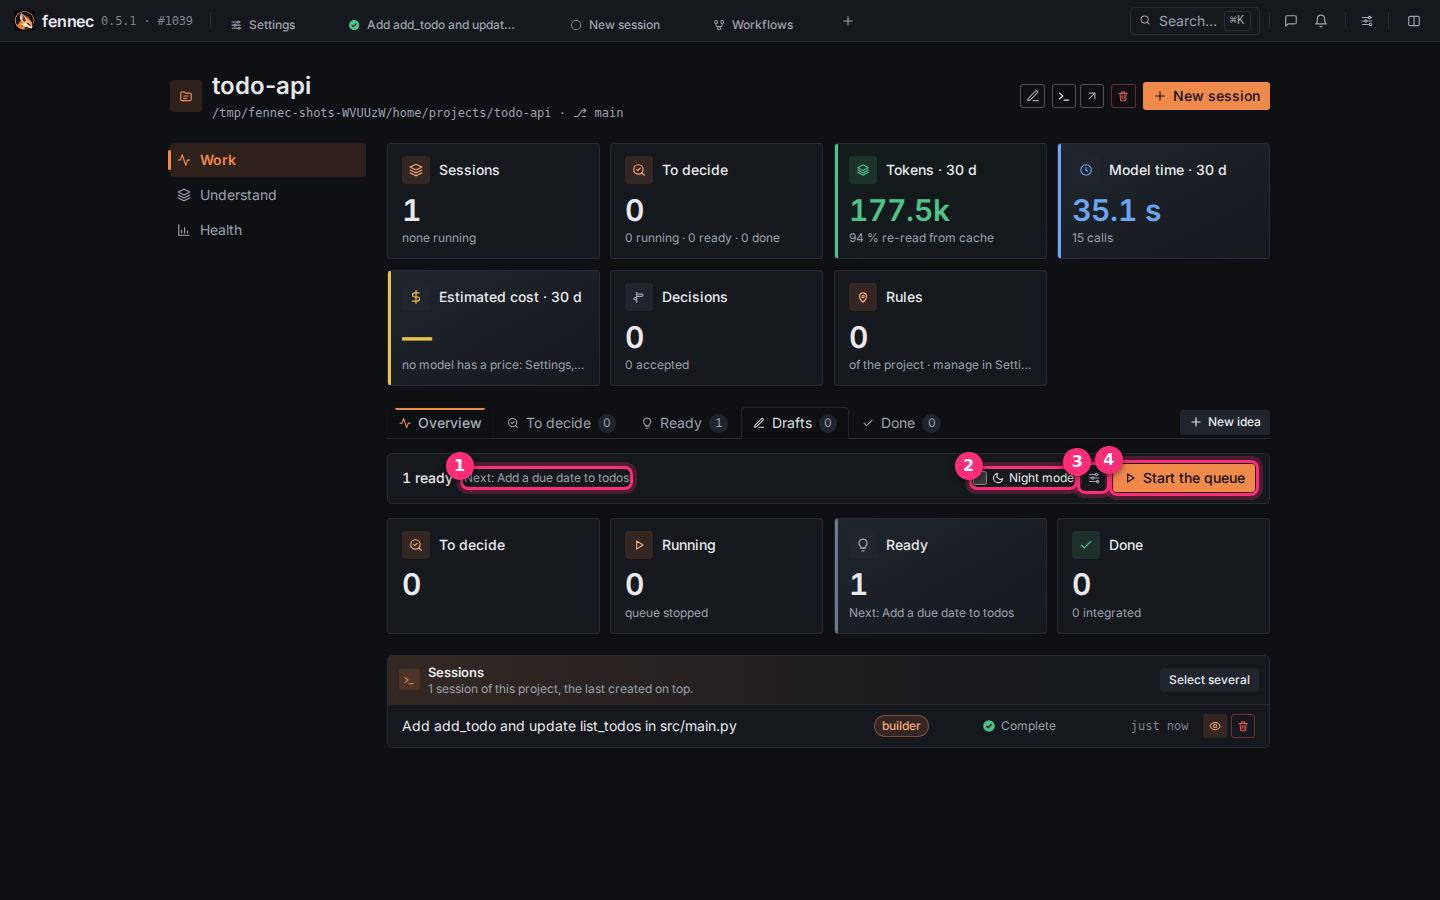 fennec 0.5.1 · #1039
Settings
Add add_todo and updat...
New session
Workflows
Search... ⌘K
todo-api
/tmp/fennec-shots-WVUUzW/home/projects/todo-api · ⎇ main
New session
Work
Understand
Health
Sessions
1
none running
To decide
0
0 running · 0 ready · 0 done
Tokens · 30 d
177.5k
94 % re-read from cache
Model time · 30 d
35.1 s
15 calls
Estimated cost · 30 d
—
no model has a price: Settings,...
Decisions
0
0 accepted
Rules
0
of the project · manage in Setti...
Overview
To decide 0
Ready 1
Drafts 0
Done 0
New idea
1 ready
1
Next: Add a due date to todos
2
Night mode
3
4
Start the queue
To decide
0
Running
0
queue stopped
Ready
1
Next: Add a due date to todos
Done
0
0 integrated
Sessions
1 session of this project, the last created on top.
Select several
Add add_todo and update list_todos in src/main.py
builder
Complete
just now